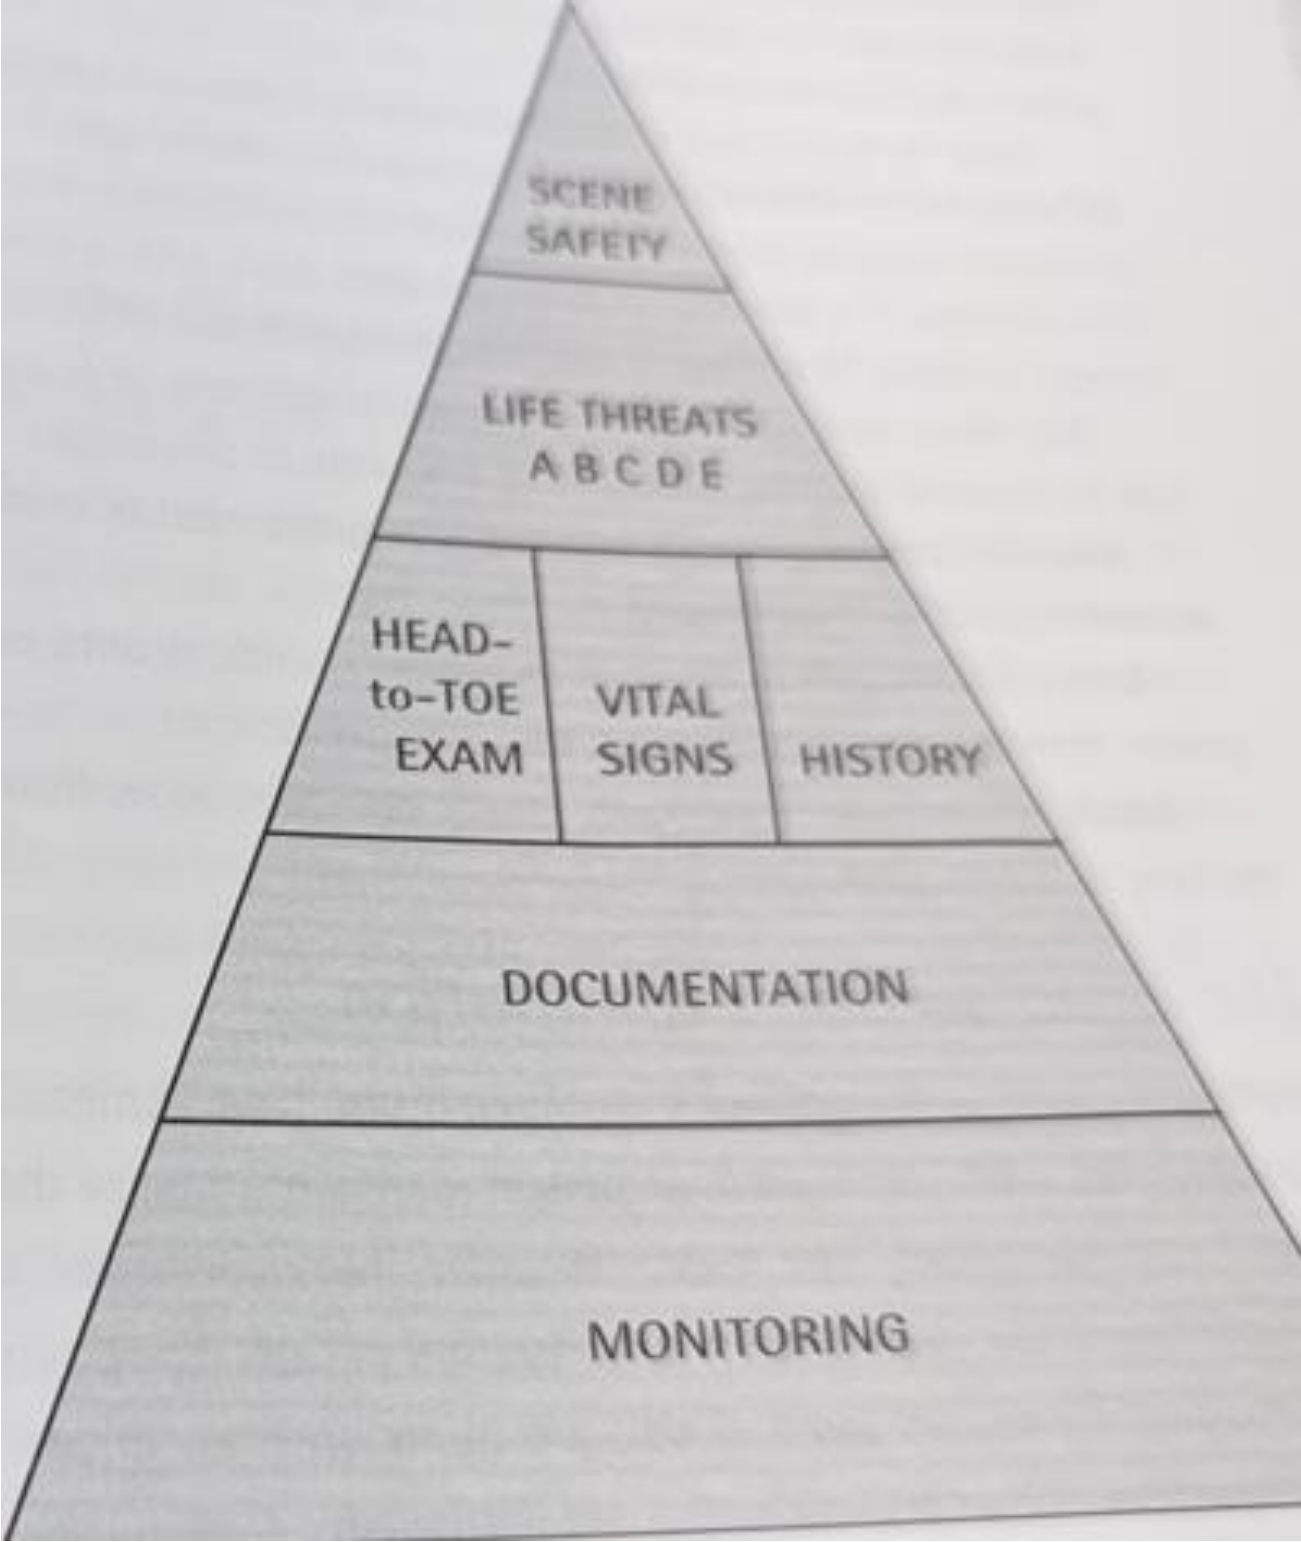 SCENE
SAFETY
LIFE THREATS
A B C D E
HEAD-
to-TOE
EXAM
VITAL
SIGNS
HISTORY
DOCUMENTATION
MONITORING